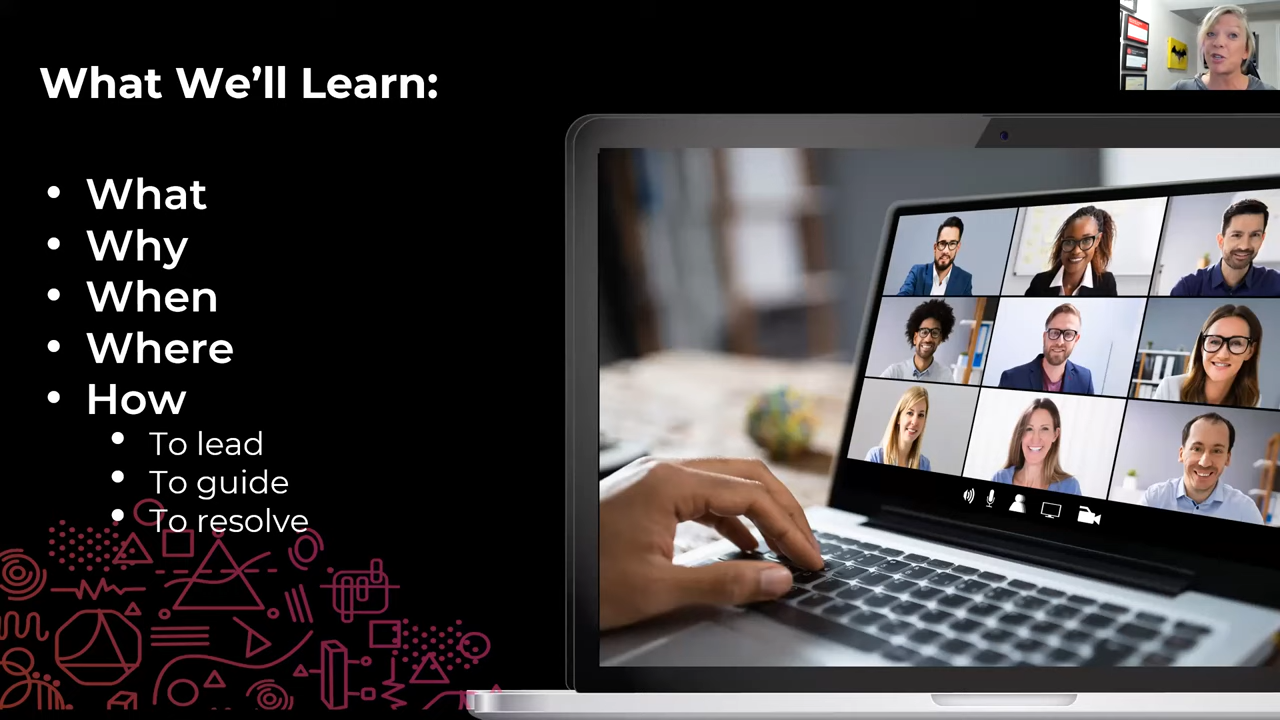 What We’ll Learn:
• What
• Why
• When
• Where
• How
• To lead
• To guide
• To resolve